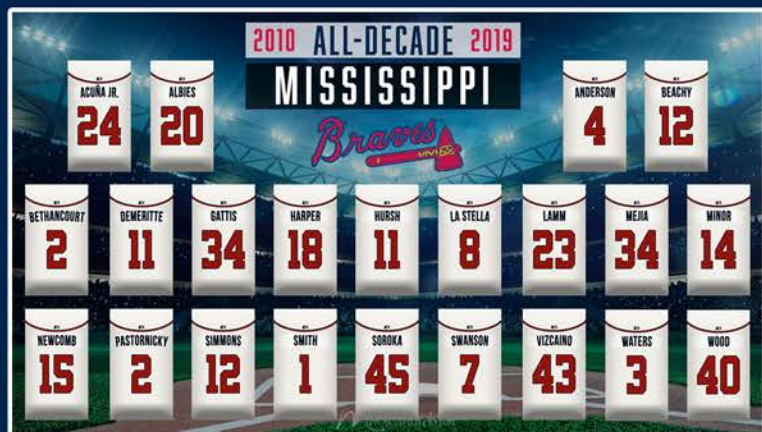 2010 ALL-DECADE 2019
MISSISSIPPI
Braves
ACUÑA JR. ALBIES ANDERSON BEACHY
24 20 4 12
BETHANCOURT DEMERITTE GATTIS HARPER HURSH LA STELLA LAMM MEJIA MINOR
2 11 34 18 11 8 23 34 14
NEWCOMB PASTORNICKY SIMMONS SMITH SOROKA SWANSON VIZCAINO WATERS WOOD
15 2 12 1 45 7 43 3 40